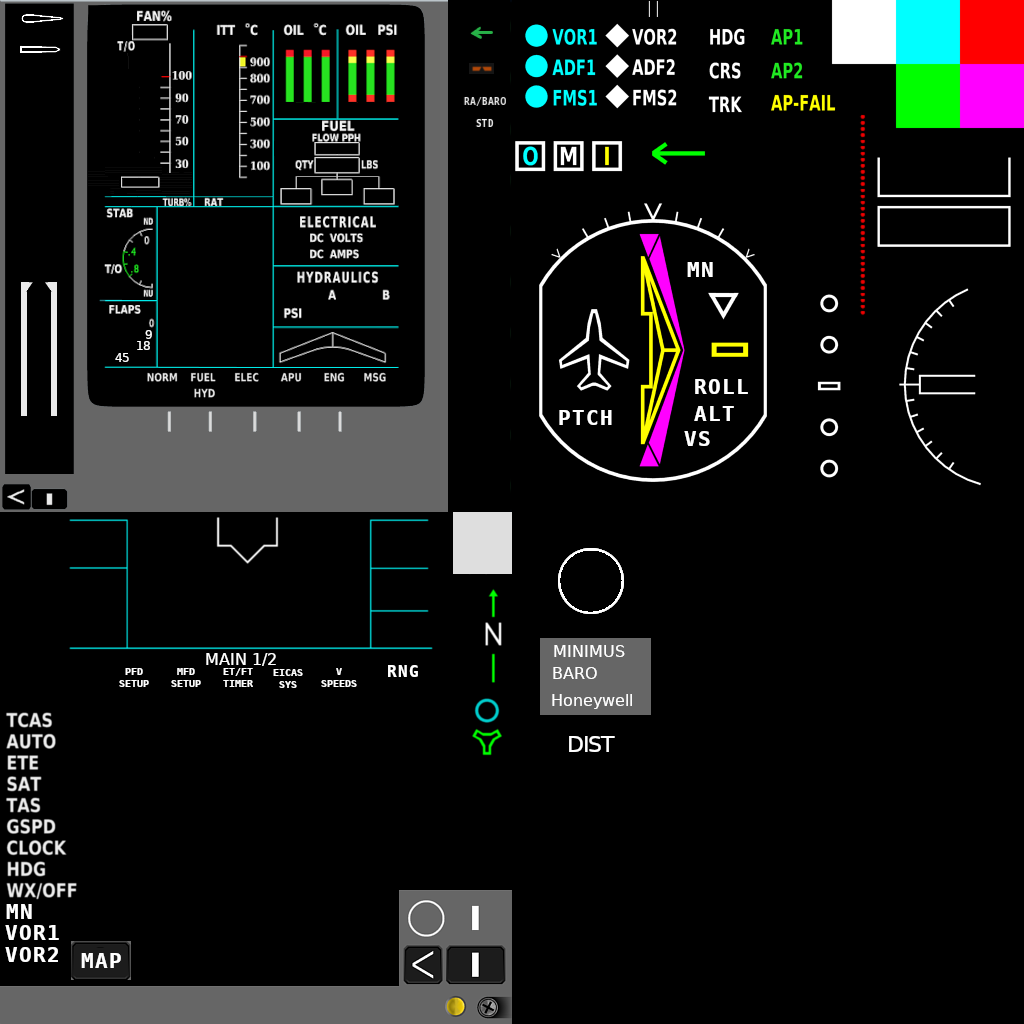 FAN%
T/O
100
90
70
50
30
ITT °C
900
800
700
500
300
100
OIL °C OIL PSI
FUEL
FLOW PPH
QTY LBS
TURB% RAT
STAB
ND
0
.4
T/O .8
NU
FLAPS
0
9
18
45
ELECTRICAL
DC VOLTS
DC AMPS
HYDRAULICS
A B
PSI
NORM FUEL ELEC APU ENG MSG
HYD
<
RA/BARO
STD
VOR1 VOR2 HDG AP1
ADF1 ADF2 CRS AP2
FMS1 FMS2 TRK AP-FAIL
O M I
MN
PTCH
ROLL
ALT
VS
MAIN 1/2
PFD MFD ET/FT EICAS V
SETUP SETUP TIMER SYS SPEEDS
RNG
N
TCAS
AUTO
ETE
SAT
TAS
GSPD
CLOCK
HDG
WX/OFF
MN
VOR1
VOR2
MAP
<
MINIMUS
BARO
Honeywell
DIST